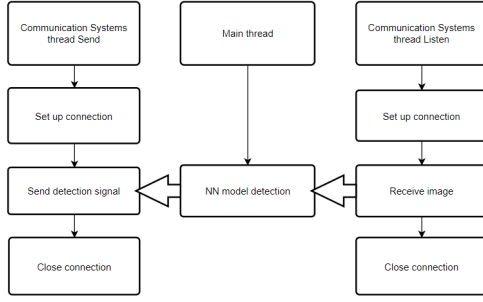 Communication Systems
thread Send
Main thread
Communication Systems
thread Listen
Set up connection
Set up connection
Send detection signal
NN model detection
Receive image
Close connection
Close connection